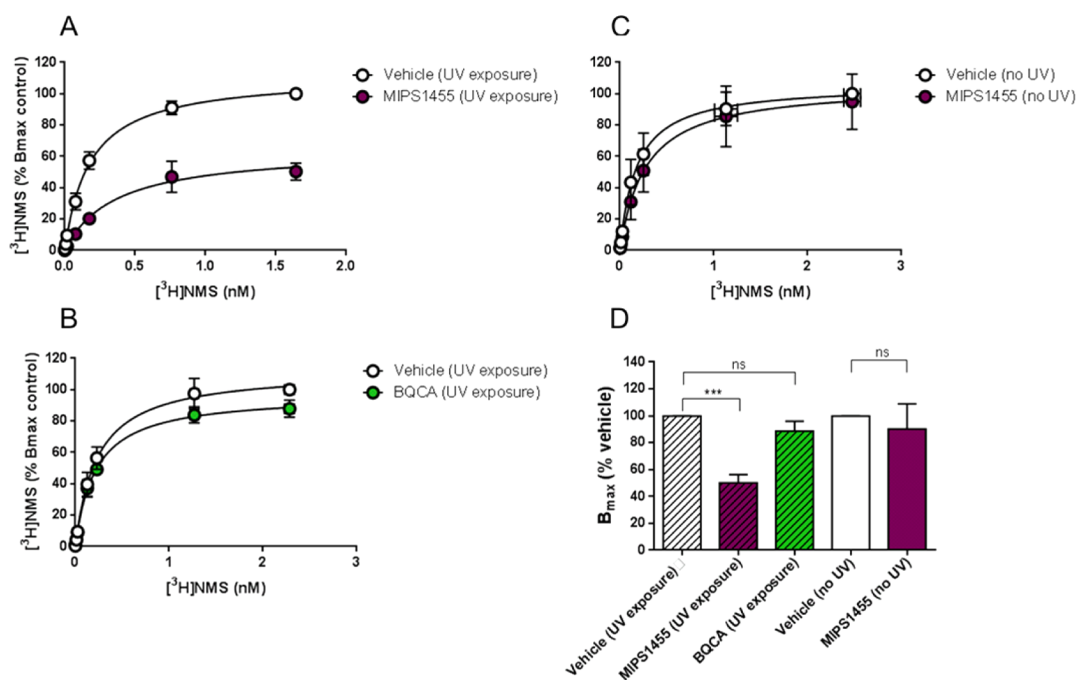 A
120
100
80
60
40
20
0
0.0 0.5 1.0 1.5 2.0
[³H]NMS (% Bmax control)
[³H]NMS (nM)
Vehicle (UV exposure)
MIPS1455 (UV exposure)
C
120
100
80
60
40
20
0
0 1 2 3
[³H]NMS (% Bmax control)
[³H]NMS (nM)
Vehicle (no UV)
MIPS1455 (no UV)
B
120
100
80
60
40
20
0
0 1 2 3
[³H]NMS (% Bmax control)
[³H]NMS (nM)
Vehicle (UV exposure)
BQCA (UV exposure)
D
140
120
100
80
60
40
20
0
Bmax (% vehicle)
ns
***
ns
Vehicle (UV exposure)
MIPS1455 (UV exposure)
BQCA (UV exposure)
Vehicle (no UV)
MIPS1455 (no UV)